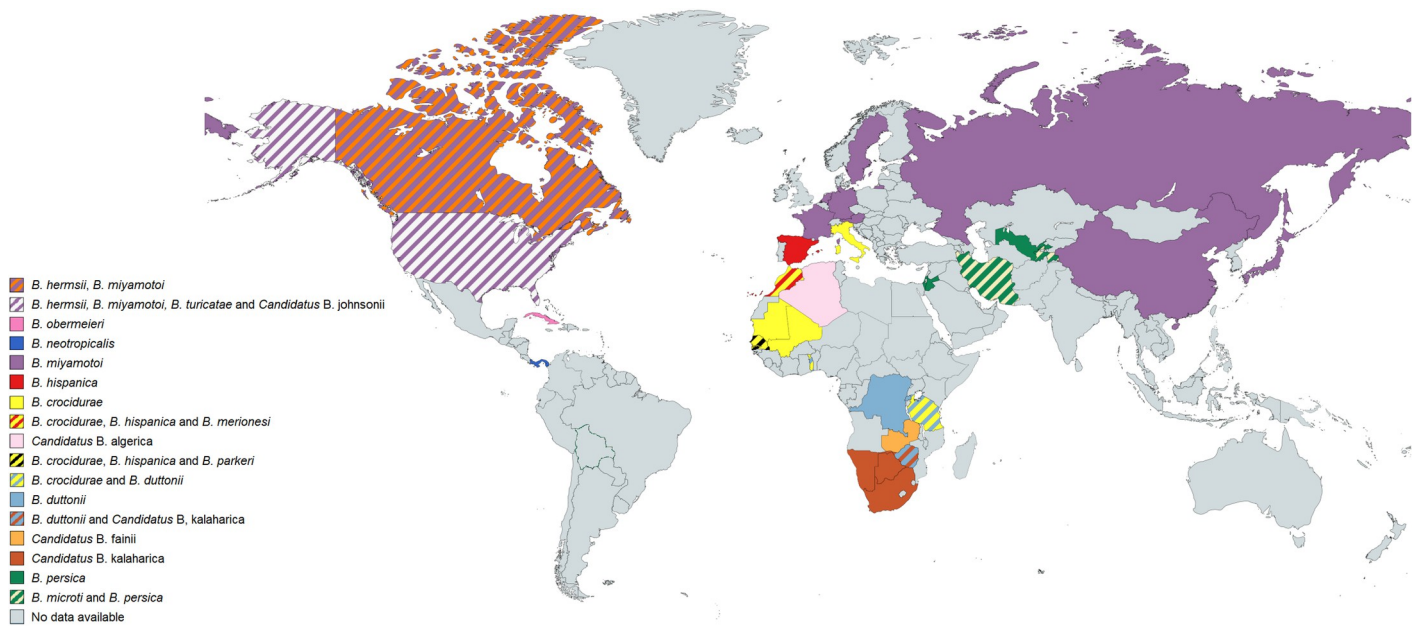 B. hermsii, B. miyamotoi
B. hermsii, B. miyamotoi, B. turicatae and Candidatus B. johnsonii
B. obermeieri
B. neotropicalis
B. miyamotoi
B. hispanica
B. crocidurae
B. crocidurae, B. hispanica and B. merionesi
Candidatus B. algerica
B. crocidurae, B. hispanica and B. parkeri
B. crocidurae and B. duttonii
B. duttonii
B. duttonii and Candidatus B, kalaharica
Candidatus B. fainii
Candidatus B. kalaharica
B. persica
B. microti and B. persica
No data available